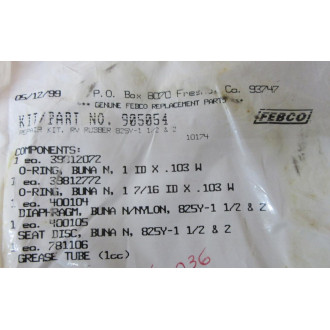 05/12/99 P.O. Box 8070 Fresno, Ca. 93747
*** GENUINE FEBCO REPLACEMENT PARTS ***
KIT/PART NO. 905054
REPAIR KIT, RV RUBBER 825Y-1 1/2 & 2
10174
FEBCO
COMPONENTS:
1 ea. 39012072
O-RING, BUNA N, 1 ID X .103 W
1 ea. 39812772
O-RING, BUNA N, 1 7/16 ID X .103 W
1 ea. 400104
DIAPHRAGM, BUNA N/NYLON, 825Y-1 1/2 & 2
1 ea. 400105
SEAT DISC, BUNA N, 825Y-1 1/2 & 2
1 ea. 781106
GREASE TUBE (1cc)